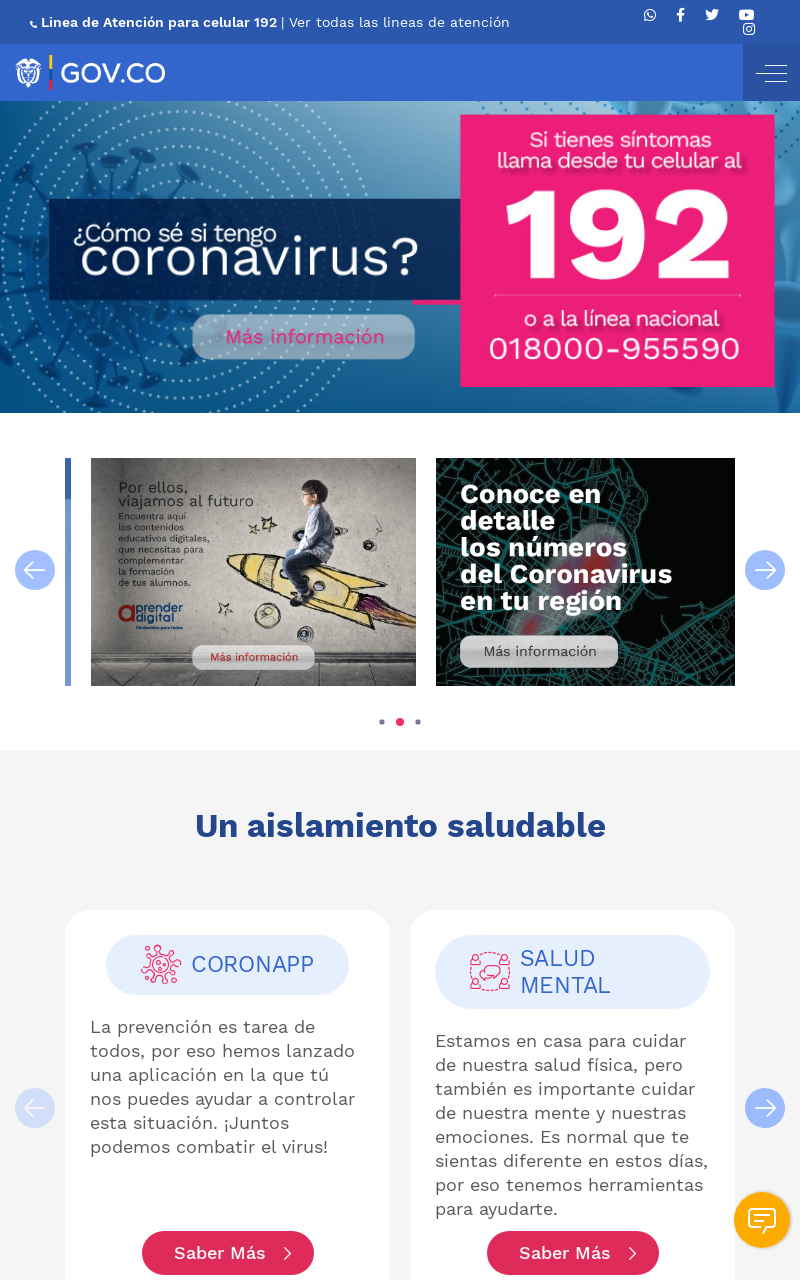 Linea de Atención para celular 192 | Ver todas las lineas de atención
GOV.CO
¿Cómo sé si tengo
coronavirus?
Más información
Si tienes síntomas
llama desde tu celular al
192
o a la línea nacional
018000-955590
Por ellos,
viajamos al futuro
Encuentra aquí
los contenidos
educativos digitales,
que necesitas para
complementar
la formación
de tus alumnos.
aprender
digital
Contenidos para todos
Más información
Conoce en
detalle
los números
del Coronavirus
en tu región
Más información
Un aislamiento saludable
CORONAPP
La prevención es tarea de
todos, por eso hemos lanzado
una aplicación en la que tú
nos puedes ayudar a controlar
esta situación. ¡Juntos
podemos combatir el virus!
Saber Más
SALUD
MENTAL
Estamos en casa para cuidar
de nuestra salud física, pero
también es importante cuidar
de nuestra mente y nuestras
emociones. Es normal que te
sientas diferente en estos días,
por eso tenemos herramientas
para ayudarte.
Saber Más